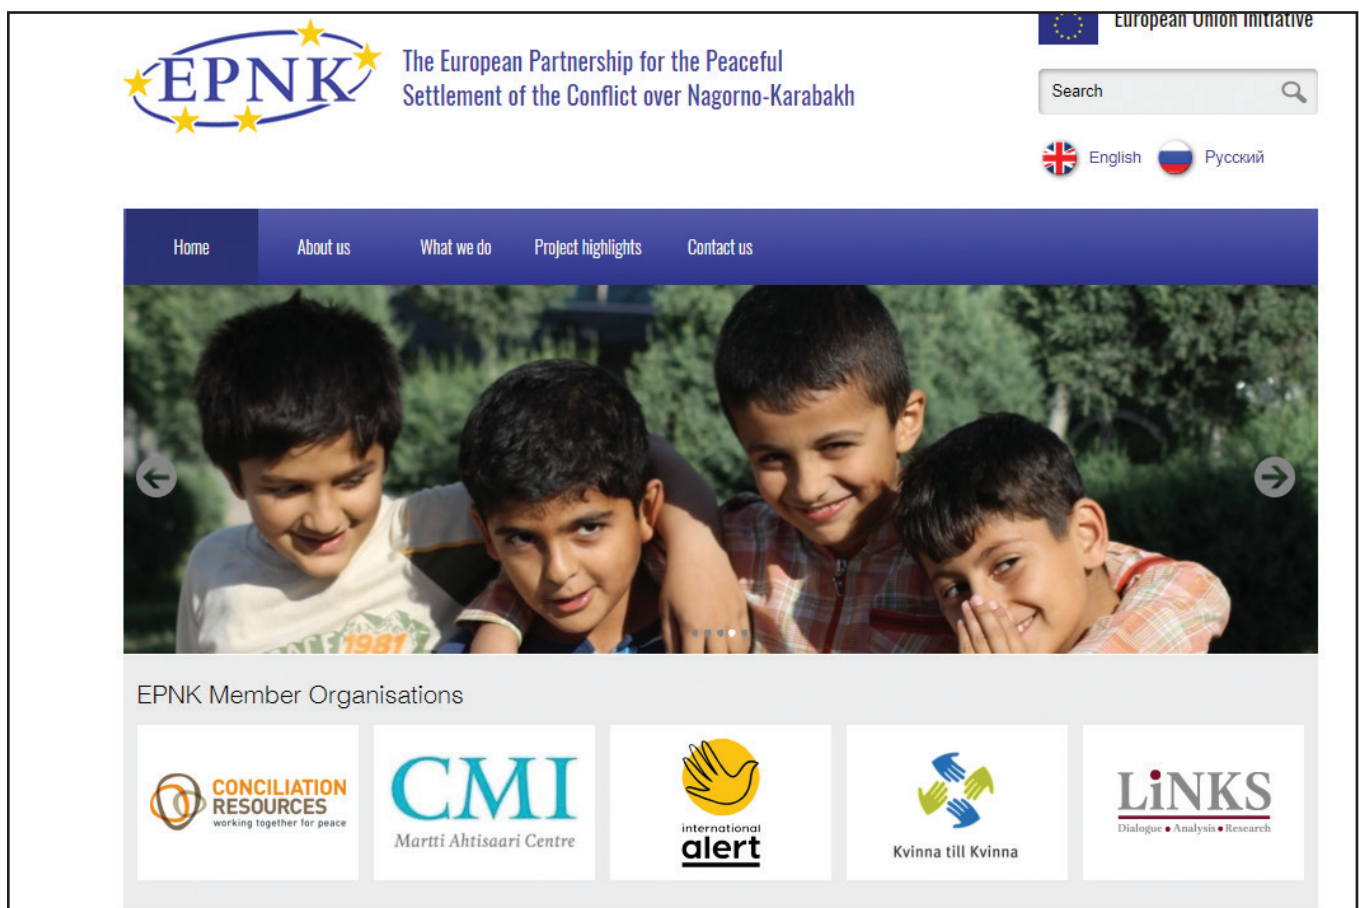 European Union Initiative
EPNK
The European Partnership for the Peaceful
Settlement of the Conflict over Nagorno-Karabakh
Search
English
Русский
Home
About us
What we do
Project highlights
Contact us
1981
EPNK Member Organisations
CONCILIATION
RESOURCES
working together for peace
CMI
Martti Ahtisaari Centre
international
alert
Kvinna till Kvinna
LiNKS
Dialogue • Analysis • Research